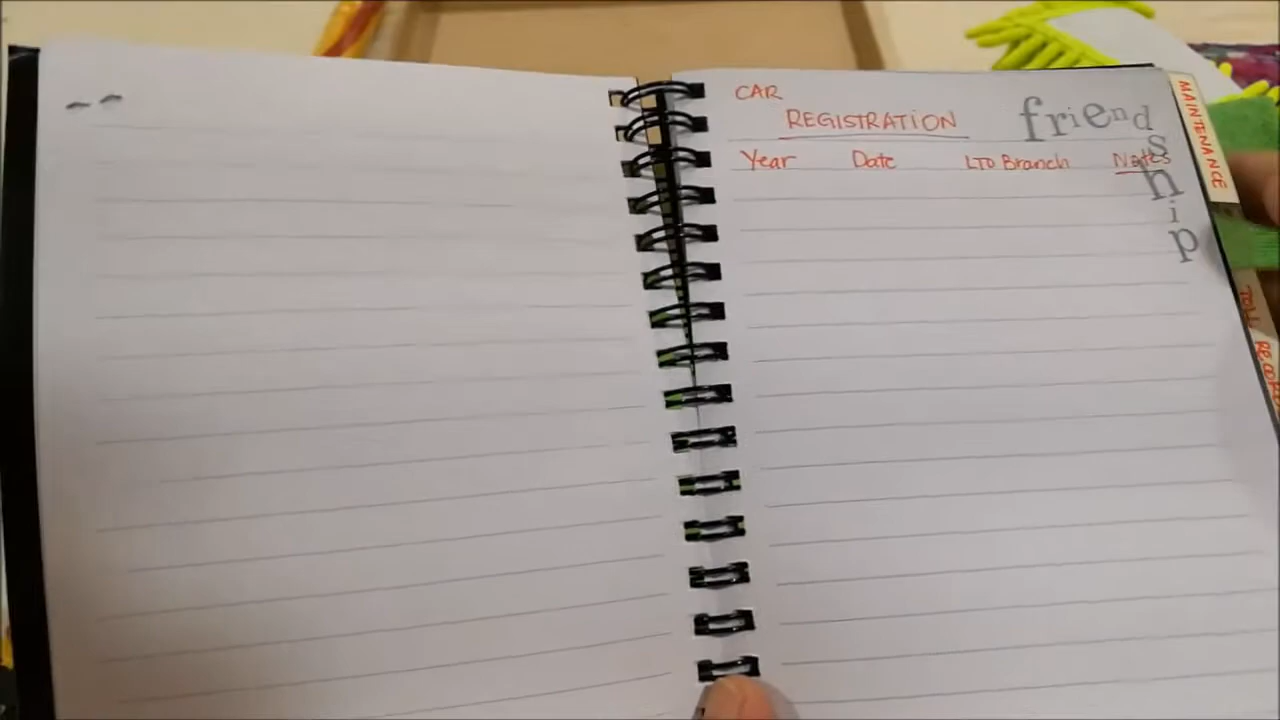 CAR
REGISTRATION
friendship
Year Date LTO Branch Notes
MAINTENANCE
TOLL RECORD